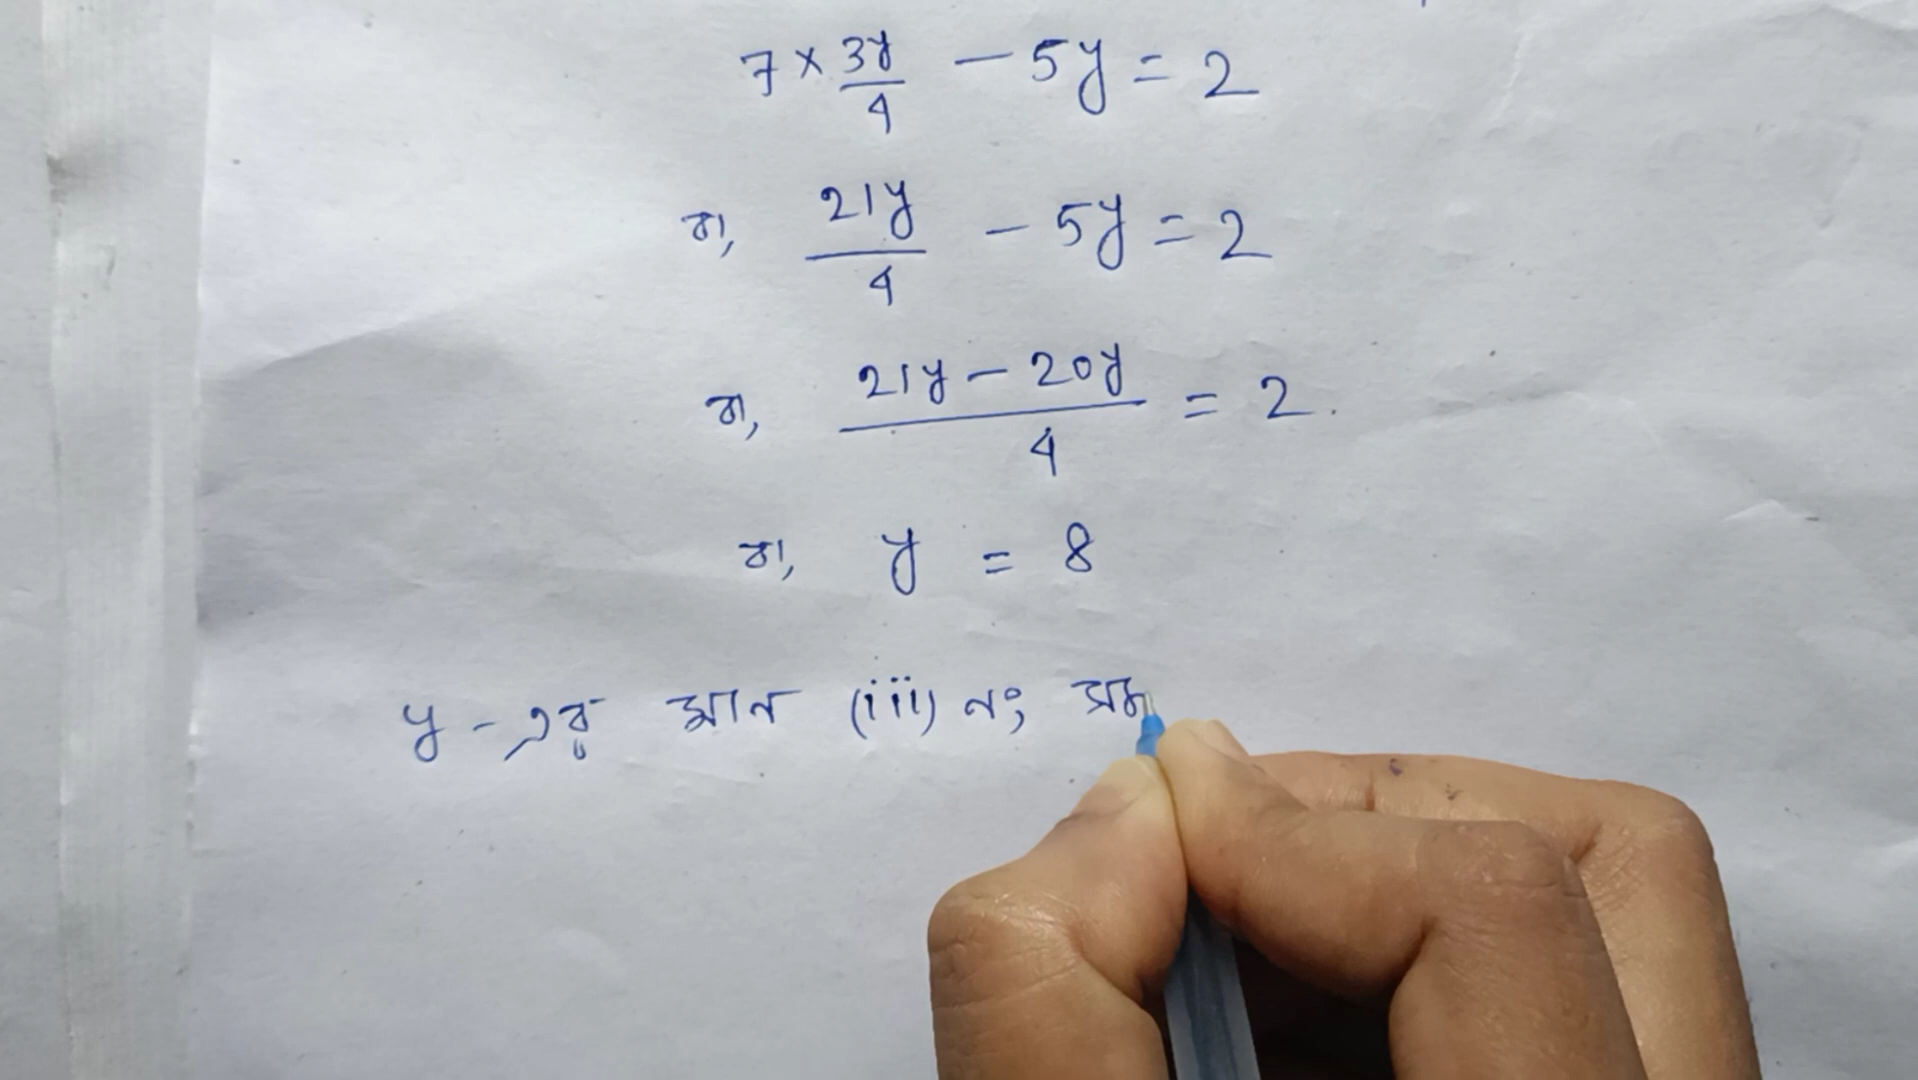 7 × 3y/4 − 5y = 2
বা, 21y/4 − 5y = 2
বা, 21y − 20y/4 = 2.
বা, y = 8
y - এর মান (iii) নং সম